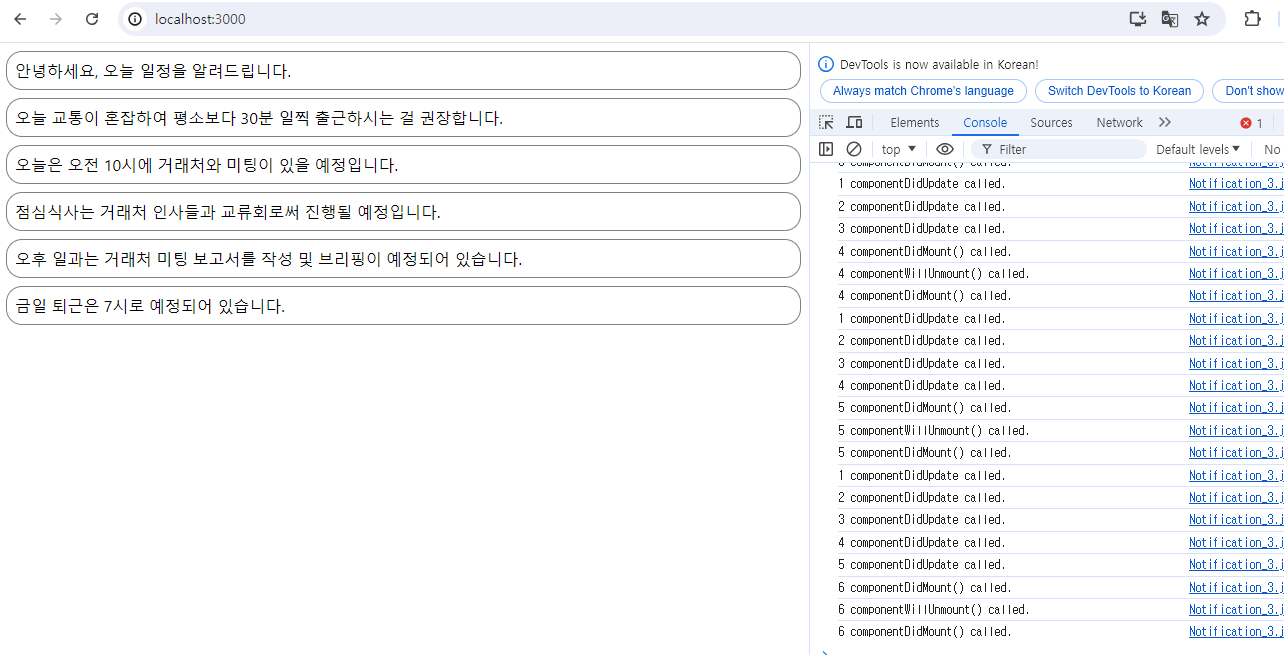 localhost:3000
안녕하세요, 오늘 일정을 알려드립니다.
오늘 교통이 혼잡하여 평소보다 30분 일찍 출근하시는 걸 권장합니다.
오늘은 오전 10시에 거래처와 미팅이 있을 예정입니다.
점심식사는 거래처 인사들과 교류회로써 진행될 예정입니다.
오후 일과는 거래처 미팅 보고서를 작성 및 브리핑이 예정되어 있습니다.
금일 퇴근은 7시로 예정되어 있습니다.
DevTools is now available in Korean!
Always match Chrome's language Switch DevTools to Korean Don't show
Elements Console Sources Network 1
top Filter Default levels No
componentDidMount() called. Notification_3.j
1 componentDidUpdate called. Notification_3.j
2 componentDidUpdate called. Notification_3.j
3 componentDidUpdate called. Notification_3.j
4 componentDidMount() called. Notification_3.j
4 componentWillUnmount() called. Notification_3.j
4 componentDidMount() called. Notification_3.j
1 componentDidUpdate called. Notification_3.j
2 componentDidUpdate called. Notification_3.j
3 componentDidUpdate called. Notification_3.j
4 componentDidUpdate called. Notification_3.j
5 componentDidMount() called. Notification_3.j
5 componentWillUnmount() called. Notification_3.j
5 componentDidMount() called. Notification_3.j
1 componentDidUpdate called. Notification_3.j
2 componentDidUpdate called. Notification_3.j
3 componentDidUpdate called. Notification_3.j
4 componentDidUpdate called. Notification_3.j
5 componentDidUpdate called. Notification_3.j
6 componentDidMount() called. Notification_3.j
6 componentWillUnmount() called. Notification_3.j
6 componentDidMount() called. Notification_3.j